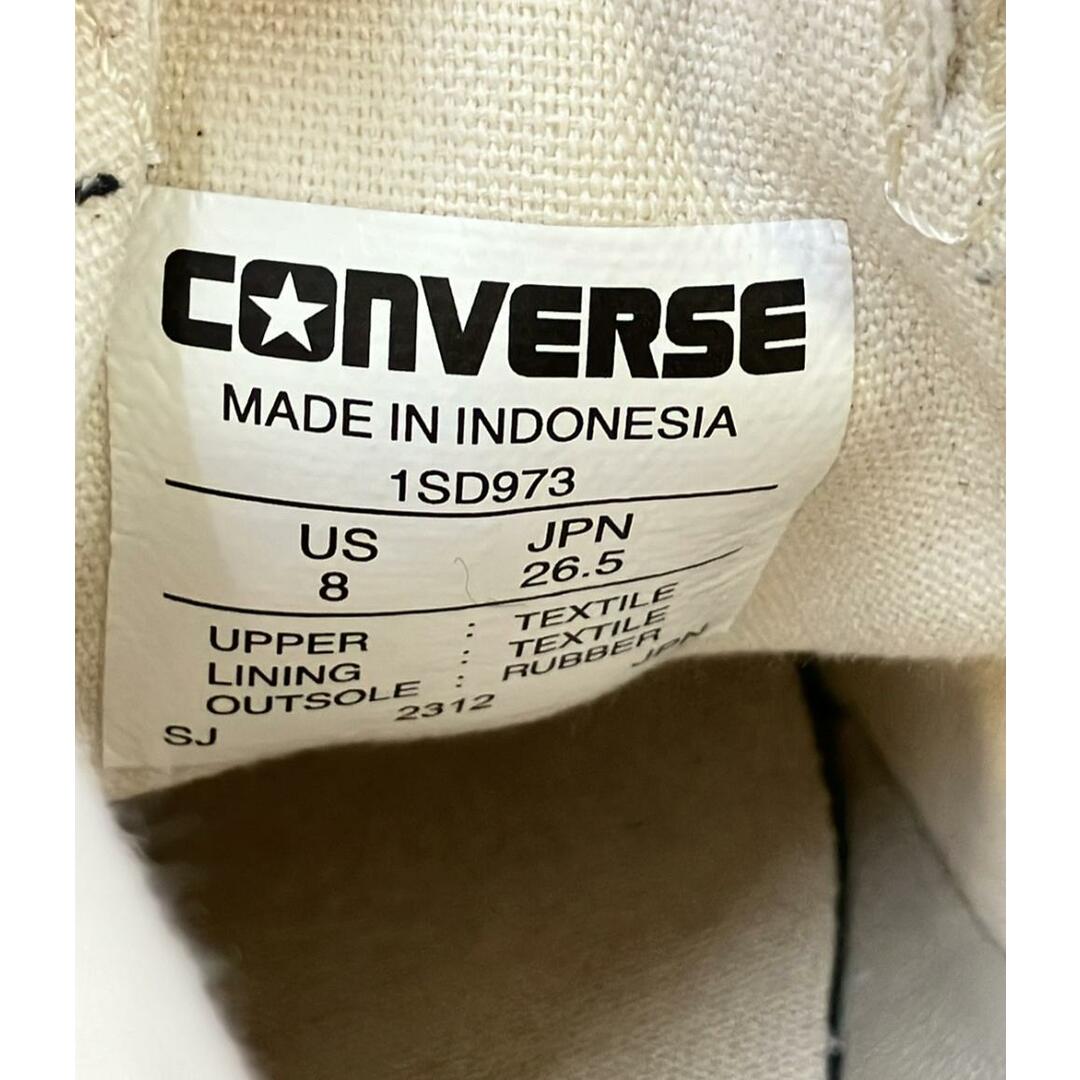 CONVERSE
MADE IN INDONESIA
1SD973
US JPN
8 26.5
UPPER : TEXTILE
LINING : TEXTILE
OUTSOLE : RUBBER
SJ 2312 JPN